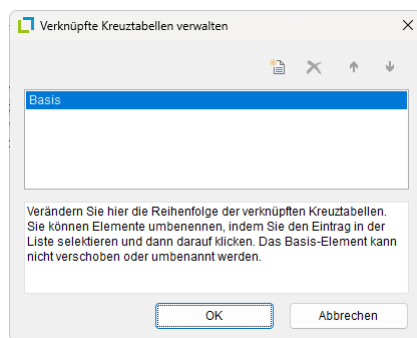 Verknüpfte Kreuztabellen verwalten
Basis
Verändern Sie hier die Reihenfolge der verknüpften Kreuztabellen.
Sie können Elemente umbenennen, indem Sie den Eintrag in der
Liste selektieren und dann darauf klicken. Das Basis-Element kann
nicht verschoben oder umbenannt werden.
OK
Abbrechen